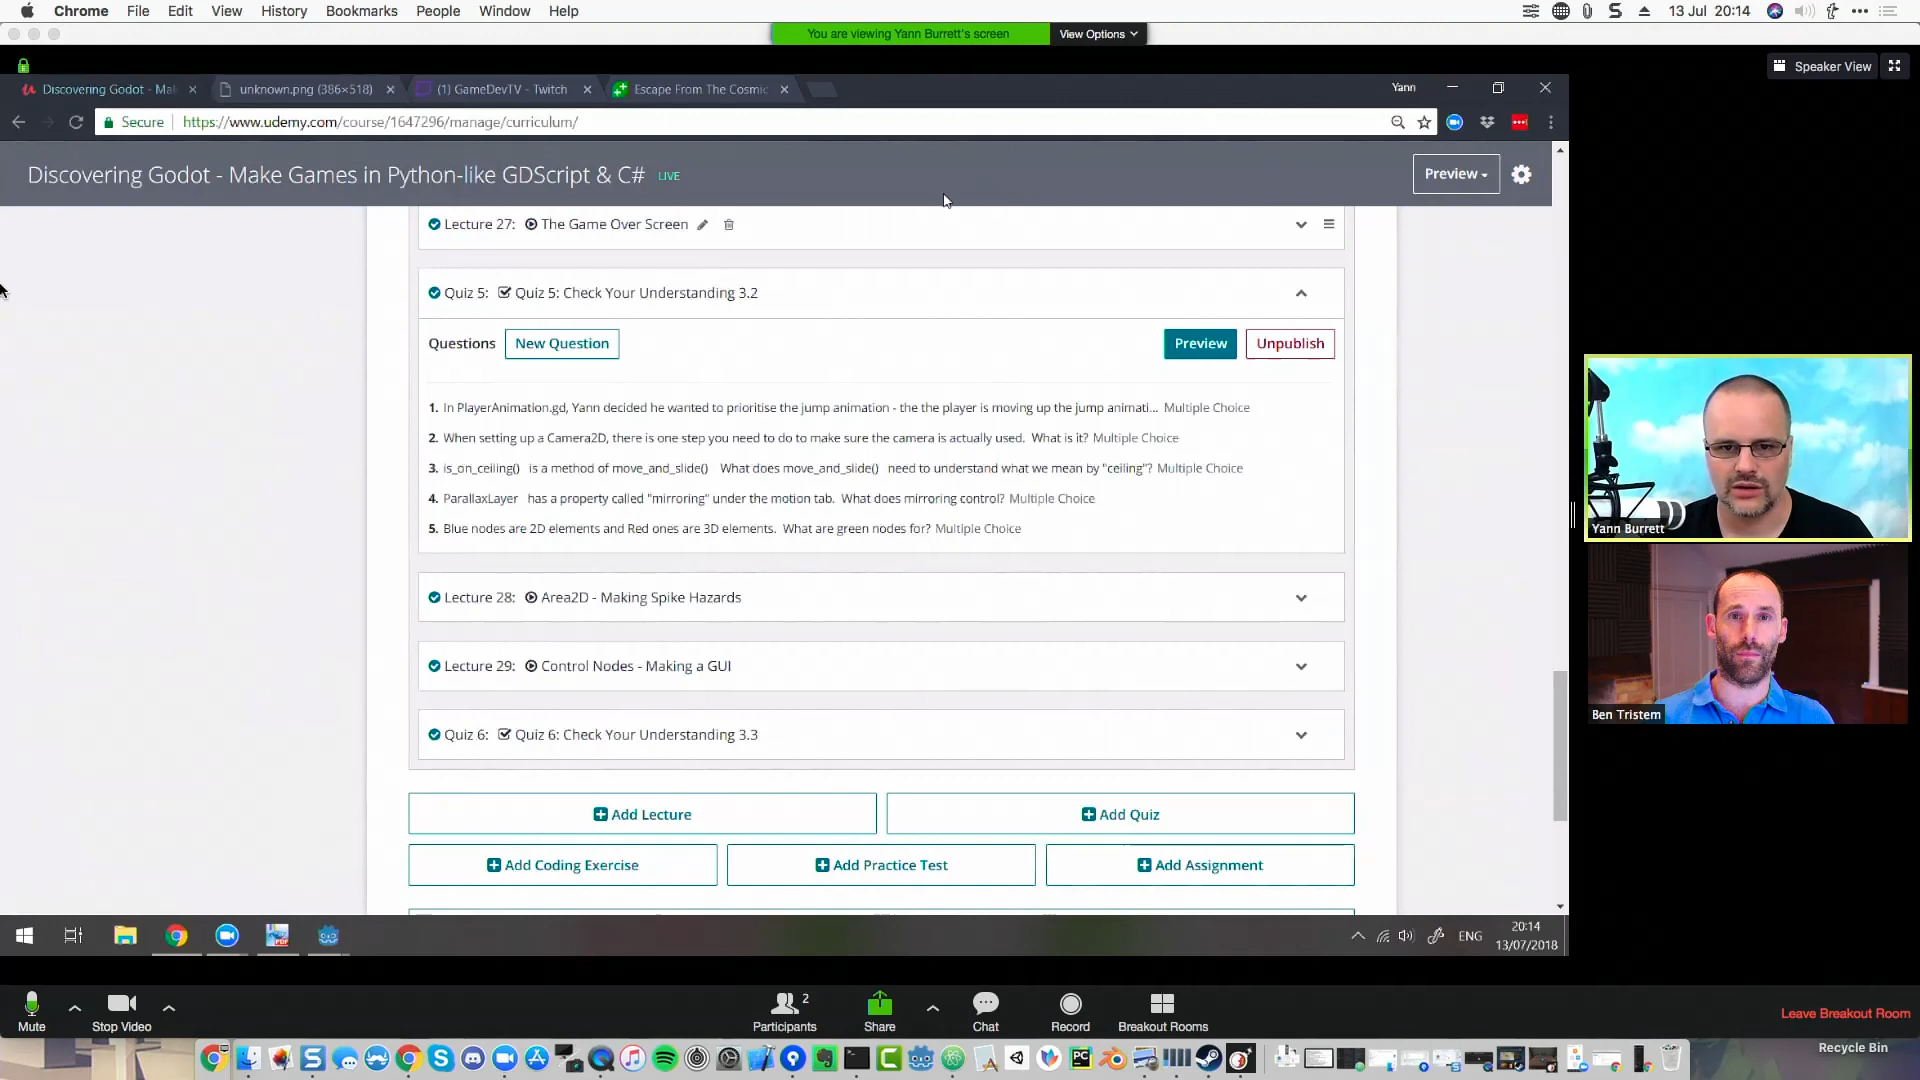 Chrome File Edit View History Bookmarks People Window Help
13 Jul 20:14
You are viewing Yann Burrett's screen
View Options
Speaker View
Discovering Godot - Mak
unknown.png (386×518)
(1) GameDevTV - Twitch
Escape From The Cosmic
Yann
Secure
https://www.udemy.com/course/1647296/manage/curriculum/
Discovering Godot - Make Games in Python-like GDScript & C# LIVE
Preview
Lecture 27: The Game Over Screen
Quiz 5: Quiz 5: Check Your Understanding 3.2
Questions New Question
Preview Unpublish
1. In PlayerAnimation.gd, Yann decided he wanted to prioritise the jump animation - the the player is moving up the jump animati... Multiple Choice
2. When setting up a Camera2D, there is one step you need to do to make sure the camera is actually used. What is it? Multiple Choice
3. is_on_ceiling() is a method of move_and_slide() What does move_and_slide() need to understand what we mean by "ceiling"? Multiple Choice
4. ParallaxLayer has a property called "mirroring" under the motion tab. What does mirroring control? Multiple Choice
5. Blue nodes are 2D elements and Red ones are 3D elements. What are green nodes for? Multiple Choice
Lecture 28: Area2D - Making Spike Hazards
Lecture 29: Control Nodes - Making a GUI
Quiz 6: Quiz 6: Check Your Understanding 3.3
Add Lecture
Add Quiz
Add Coding Exercise
Add Practice Test
Add Assignment
Yann Burrett
Ben Tristem
ENG
20:14
13/07/2018
Mute
Stop Video
2
Participants
Share
Chat
Record
Breakout Rooms
Leave Breakout Room
Recycle Bin